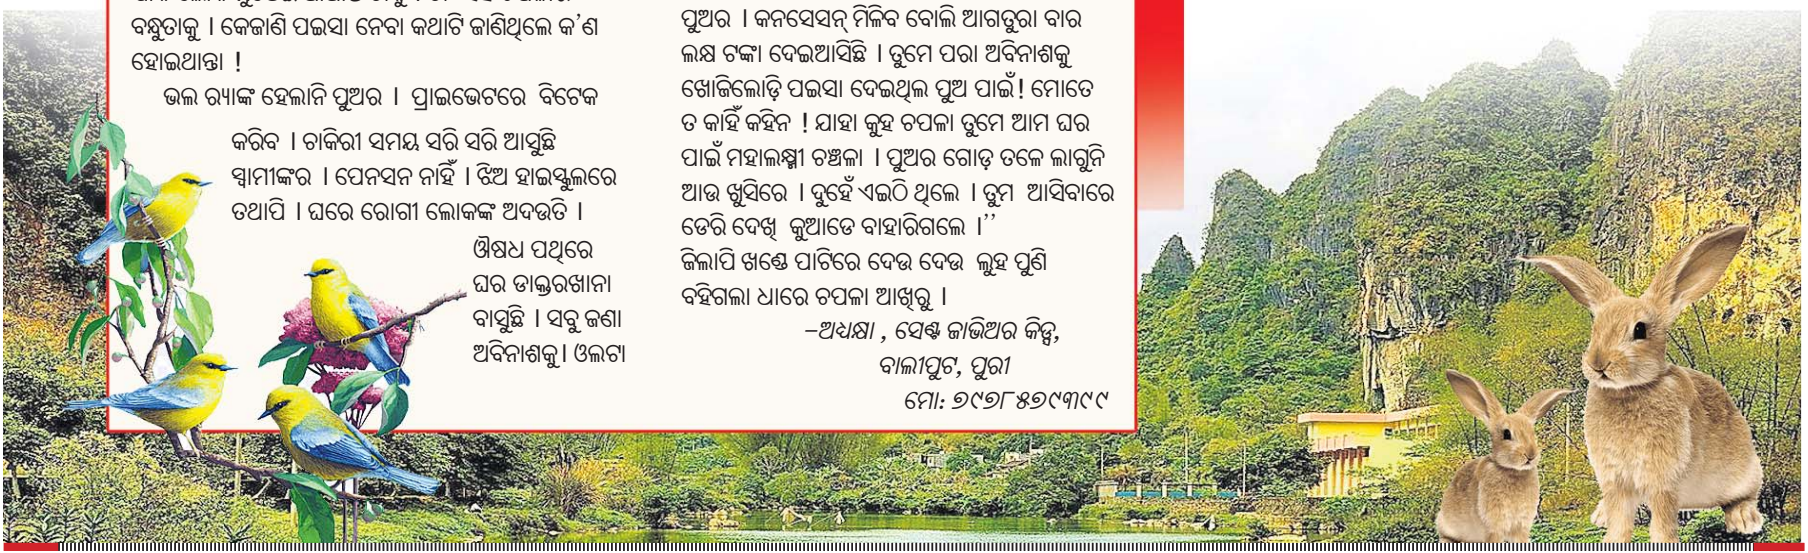 ବନ୍ଧୁତାକୁ । କେଜାଣି ପଇସା ନେବା କଥାଟି ଜାଣିଥିଲେ କ’ଣ
ହୋଇଥାନ୍ତା !
ଭଲ ର୍‍ୟାଙ୍କ ହେଲାନି ପୁଅର । ପ୍ରାଇଭେଟରେ ବିଟେକ
କରିବ । ଚାକିରୀ ସମୟ ସରି ସରି ଆସୁଛି
ସ୍ୱାମୀଙ୍କର । ପେନସନ ନାହିଁ । ଝିଅ ହାଇସ୍କୁଲରେ
ତଥାପି । ଘରେ ରୋଗୀ ଲୋକଙ୍କ ଅଦଉତି ।
ଔଷଧ ପଥିରେ
ଘର ଡାକ୍ତରଖାନା
ବାସୁଛି । ସବୁ ଜଣା
ଅବିନାଶକୁ। ଓଲଟା
ପୁଅର । କନସେସନ୍ ମିଳିବ ବୋଲି ଆଗତୁରା ବାର
ଲକ୍ଷ ଟଙ୍କା ଦେଇଆସିଛି । ତୁମେ ପରା ଅବିନାଶକୁ
ଖୋଜିଲୋଡ଼ି ପଇସା ଦେଇଥିଲ ପୁଅ ପାଇଁ! ମୋତେ
ତ କାହିଁ କହିନ ! ଯାହା କୁହ ଚପଳା ତୁମେ ଆମ ଘର
ପାଇଁ ମହାଲକ୍ଷ୍ମୀ ଚଞ୍ଚଳା । ପୁଅର ଗୋଡ଼ ତଳେ ଲାଗୁନି
ଆଉ ଖୁସିରେ । ଦୁହେଁ ଏଇଠି ଥିଲେ । ତୁମ ଆସିବାରେ
ଡେରି ଦେଖି କୁଆଡେ ବାହାରିଗଲେ ।’’
ଜିଲାପି ଖଣ୍ଡେ ପାଟିରେ ଦେଉ ଦେଉ ଲୁହ ପୁଣି
ବହିଗଲା ଧାରେ ଚପଳା ଆଖିରୁ ।
–ଅଧ୍ୟକ୍ଷା , ସେଣ୍ଟ ଜାଭିଅର କିଡ୍ସ,
ବାଲୀପୁଟ, ପୁରୀ
ମୋ: ୭୯୭୮୫୭୯୩୯୯